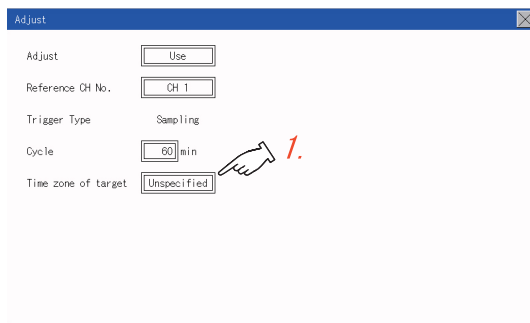 Adjust
Adjust Use
Reference CH No. CH 1
Trigger Type Sampling
Cycle 60 min
1.
Time zone of target Unspecified